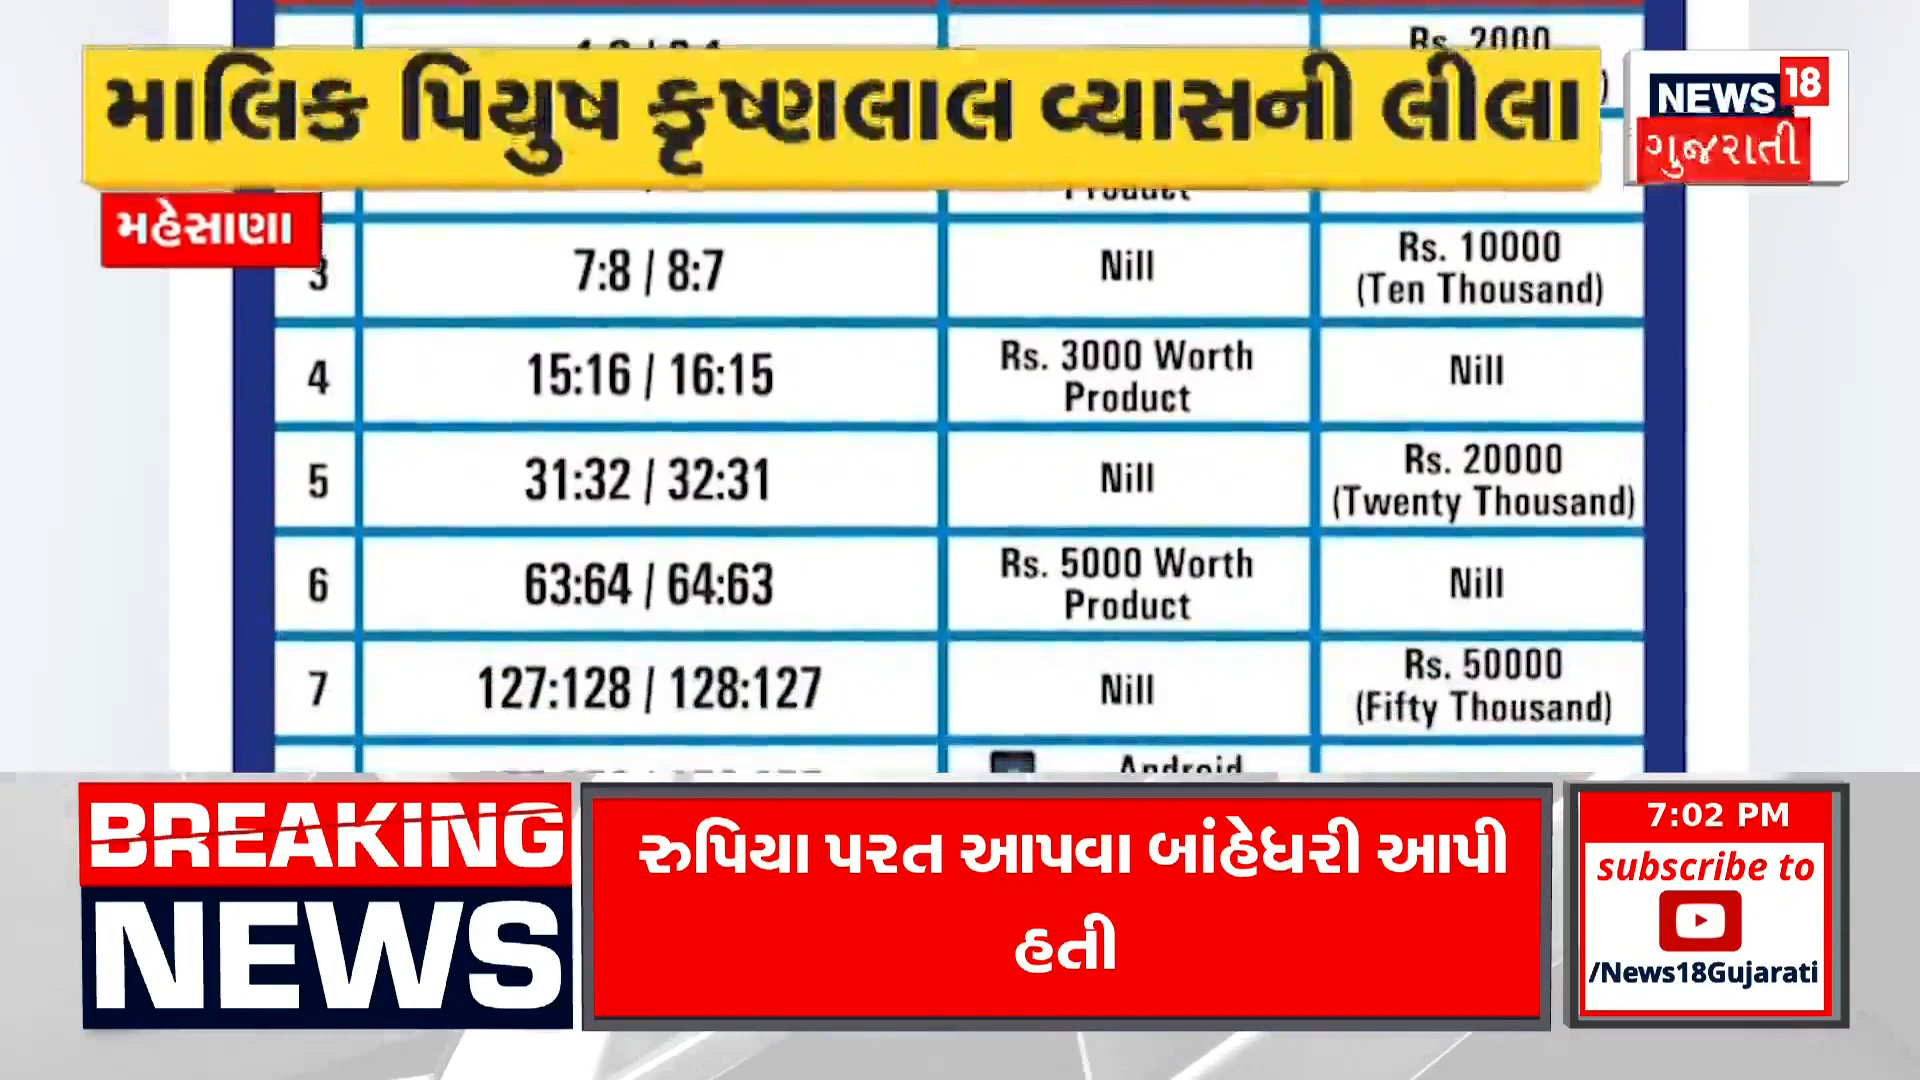 Rs. 2000
માલિક પિયુષ કૃષ્ણલાલ વ્યાસની લીલા
NEWS 18
ગુજરાતી
Product
મહેસાણા
3 7:8 / 8:7 Nill Rs. 10000
(Ten Thousand)
4 15:16 / 16:15 Rs. 3000 Worth
Product Nill
5 31:32 / 32:31 Nill Rs. 20000
(Twenty Thousand)
6 63:64 / 64:63 Rs. 5000 Worth
Product Nill
7 127:128 / 128:127 Nill Rs. 50000
(Fifty Thousand)
Android
BREAKING
NEWS
રુપિયા પરત આપવા બાંહેધરી આપી
હતી
7:02 PM
subscribe to
/News18Gujarati